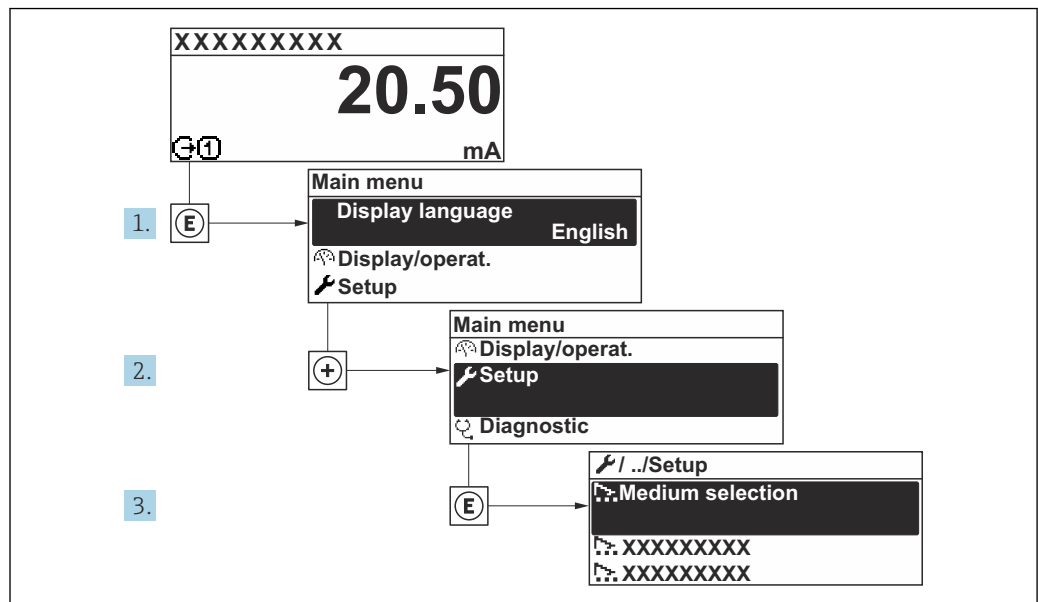 XXXXXXXXX
20.50
1 mA
Main menu
1. E Display language
English
Display/operat.
Setup
Main menu
Display/operat.
2. + Setup
Diagnostic
/ ../Setup
3. E Medium selection
XXXXXXXXX
XXXXXXXXX